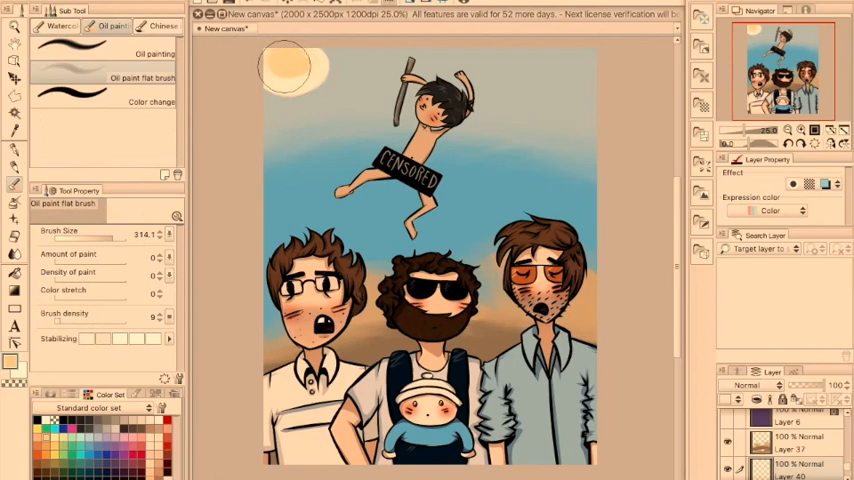 Sub Tool
New canvas* (2000 x 2500px 1200dpi 25.0%) All features are valid for 52 more days. - Next license verification will be
Navigator
Watercol
Oil paint
Chinese
New canvas*
Oil painting
Oil paint flat brush
Color change
CENSORED
25.0
0.0
Layer Property
Effect
Expression color
Color
Tool Property
Oil paint flat brush
Brush Size
314.1
Amount of paint
0
Density of paint
0
Color stretch
0
Brush density
9
Stabilizing
Search Layer
Target layer to
Color Set
Standard color set
Layer
Normal
100
Layer 6
100 % Normal
Layer 37
100 % Normal
Layer 40